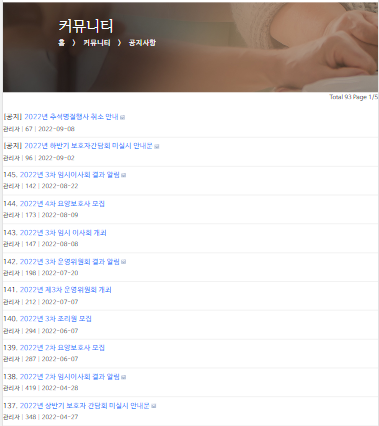 커뮤니티
홈 > 커뮤니티 > 공지사항
Total 93 Page 1/5
[공지] 2022년 추석명절행사 취소 안내
관리자 | 67 | 2022-09-08
[공지] 2022년 하반기 보호자간담회 미실시 안내문
관리자 | 96 | 2022-09-02
145. 2022년 3차 임시이사회 결과 알림
관리자 | 142 | 2022-08-22
144. 2022년 4차 요양보호사 모집
관리자 | 173 | 2022-08-09
143. 2022년 3차 임시 이사회 개최
관리자 | 147 | 2022-08-08
142. 2022년 3차 운영위원회 결과 알림
관리자 | 198 | 2022-07-20
141. 2022년 제3차 운영위원회 개최
관리자 | 212 | 2022-07-07
140. 2022년 3차 조리원 모집
관리자 | 294 | 2022-06-07
139. 2022년 2차 요양보호사 모집
관리자 | 287 | 2022-06-07
138. 2022년 2차 임시이사회 결과 알림
관리자 | 419 | 2022-04-28
137. 2022년 상반기 보호자 간담회 미실시 안내문
관리자 | 348 | 2022-04-27